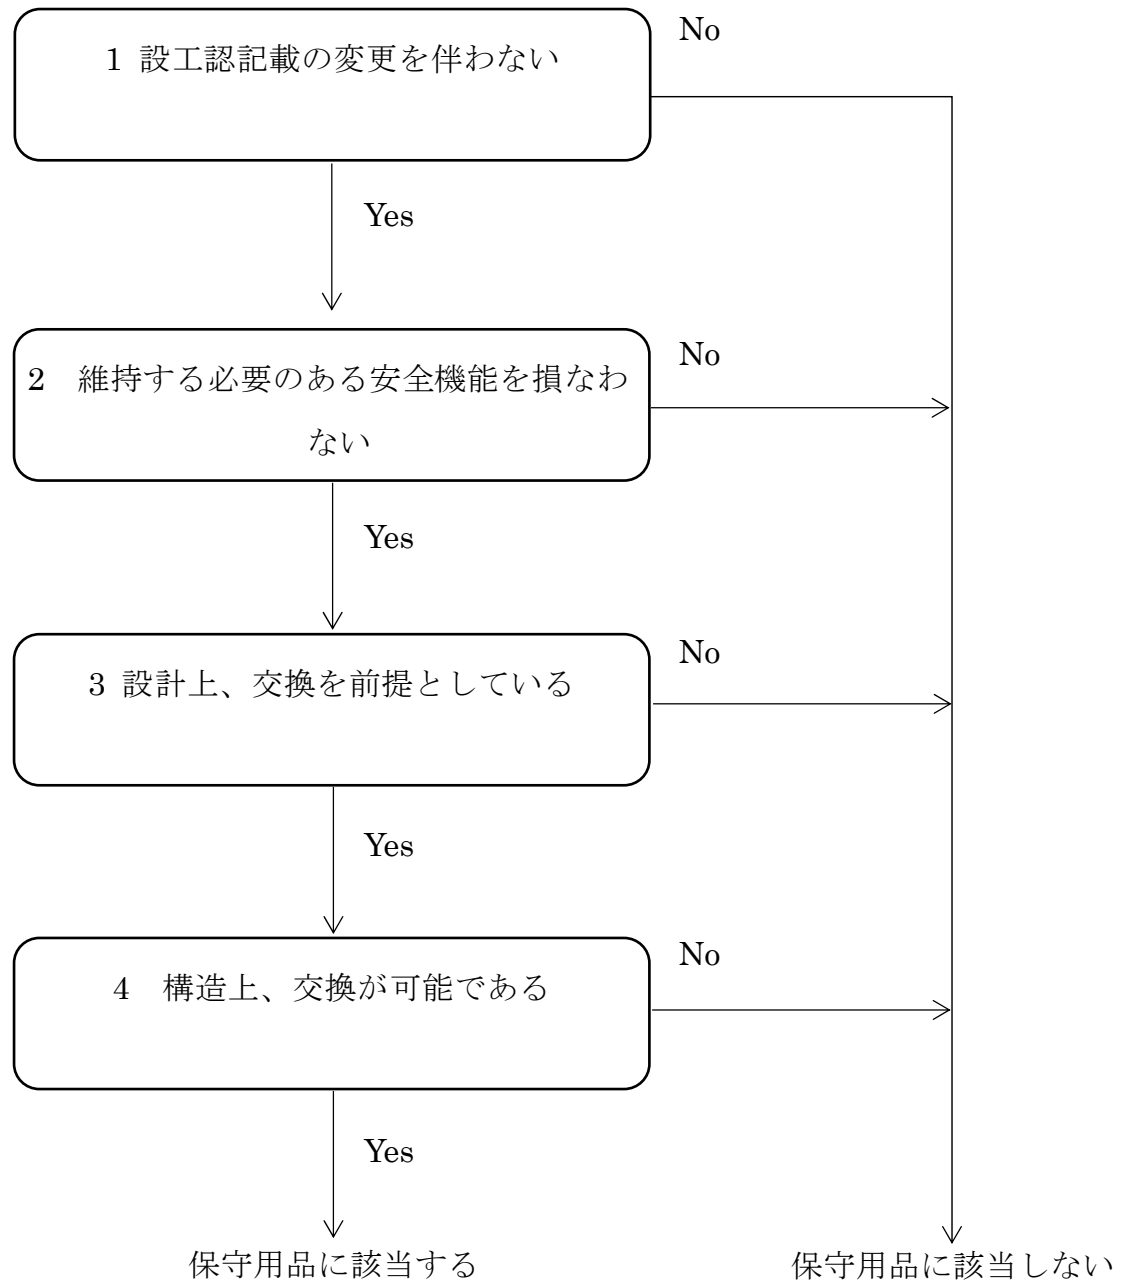 1 設工認記載の変更を伴わない
No
Yes
2　維持する必要のある安全機能を損なわ
ない
No
Yes
3 設計上、交換を前提としている
No
Yes
4　構造上、交換が可能である
No
Yes
保守用品に該当する
保守用品に該当しない